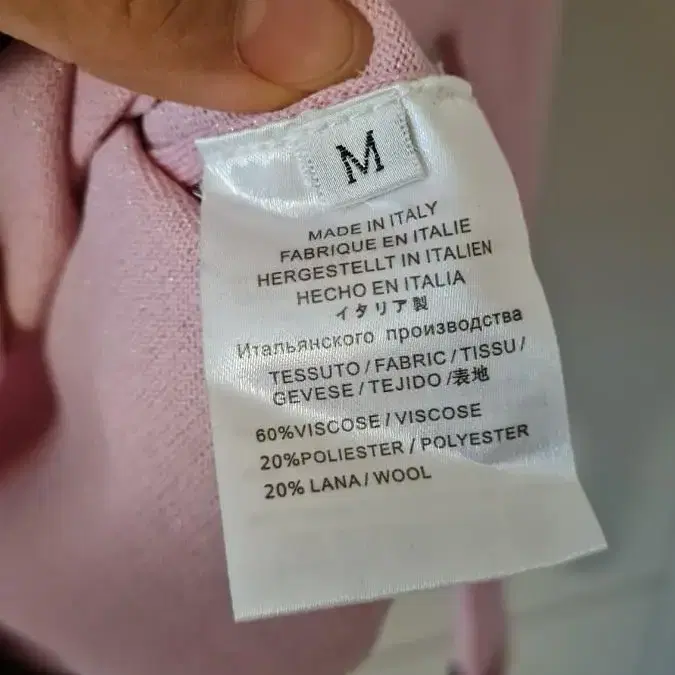 M
MADE IN ITALY
FABRIQUE EN ITALIE
HERGESTELLT IN ITALIEN
HECHO EN ITALIA
イタリア製
Итальянского производства
TESSUTO/FABRIC/TISSU/
GEVESE/TEJIDO/表地
60%VISCOSE/VISCOSE
20%POLIESTER/POLYESTER
20% LANA/WOOL